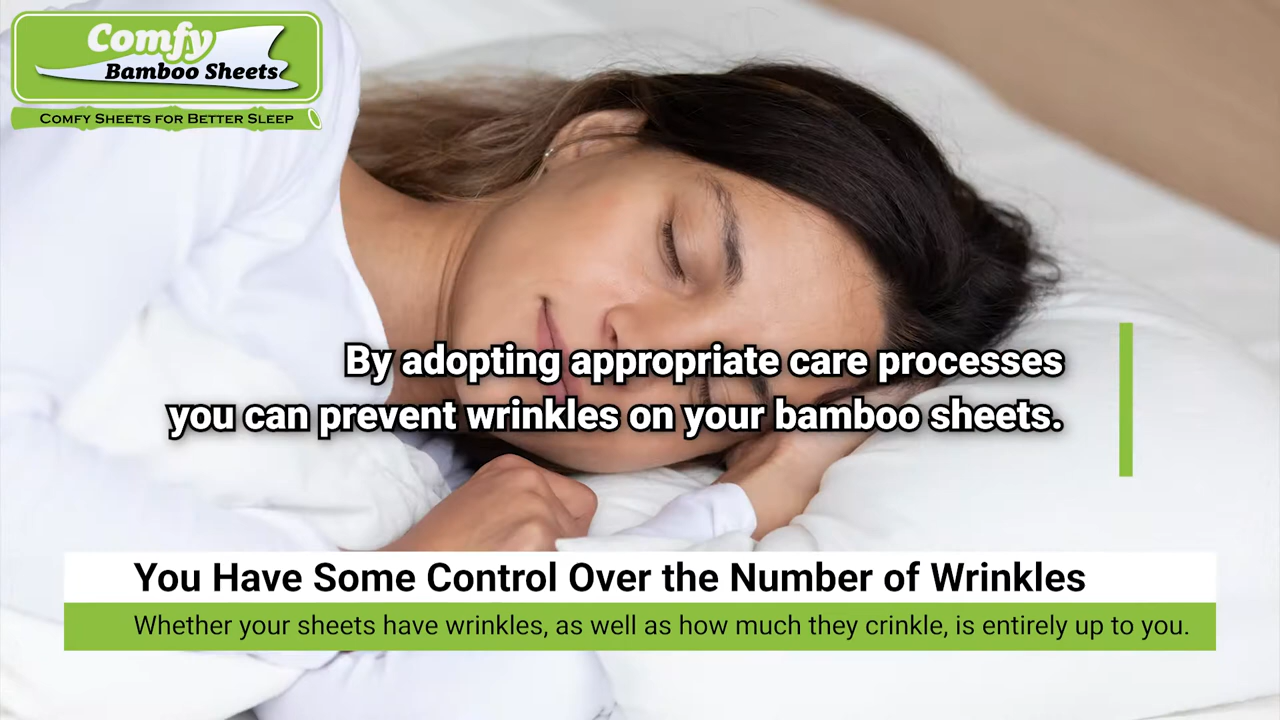 Comfy
Bamboo Sheets
COMFY SHEETS FOR BETTER SLEEP
By adopting appropriate care processes
you can prevent wrinkles on your bamboo sheets.
You Have Some Control Over the Number of Wrinkles
Whether your sheets have wrinkles, as well as how much they crinkle, is entirely up to you.